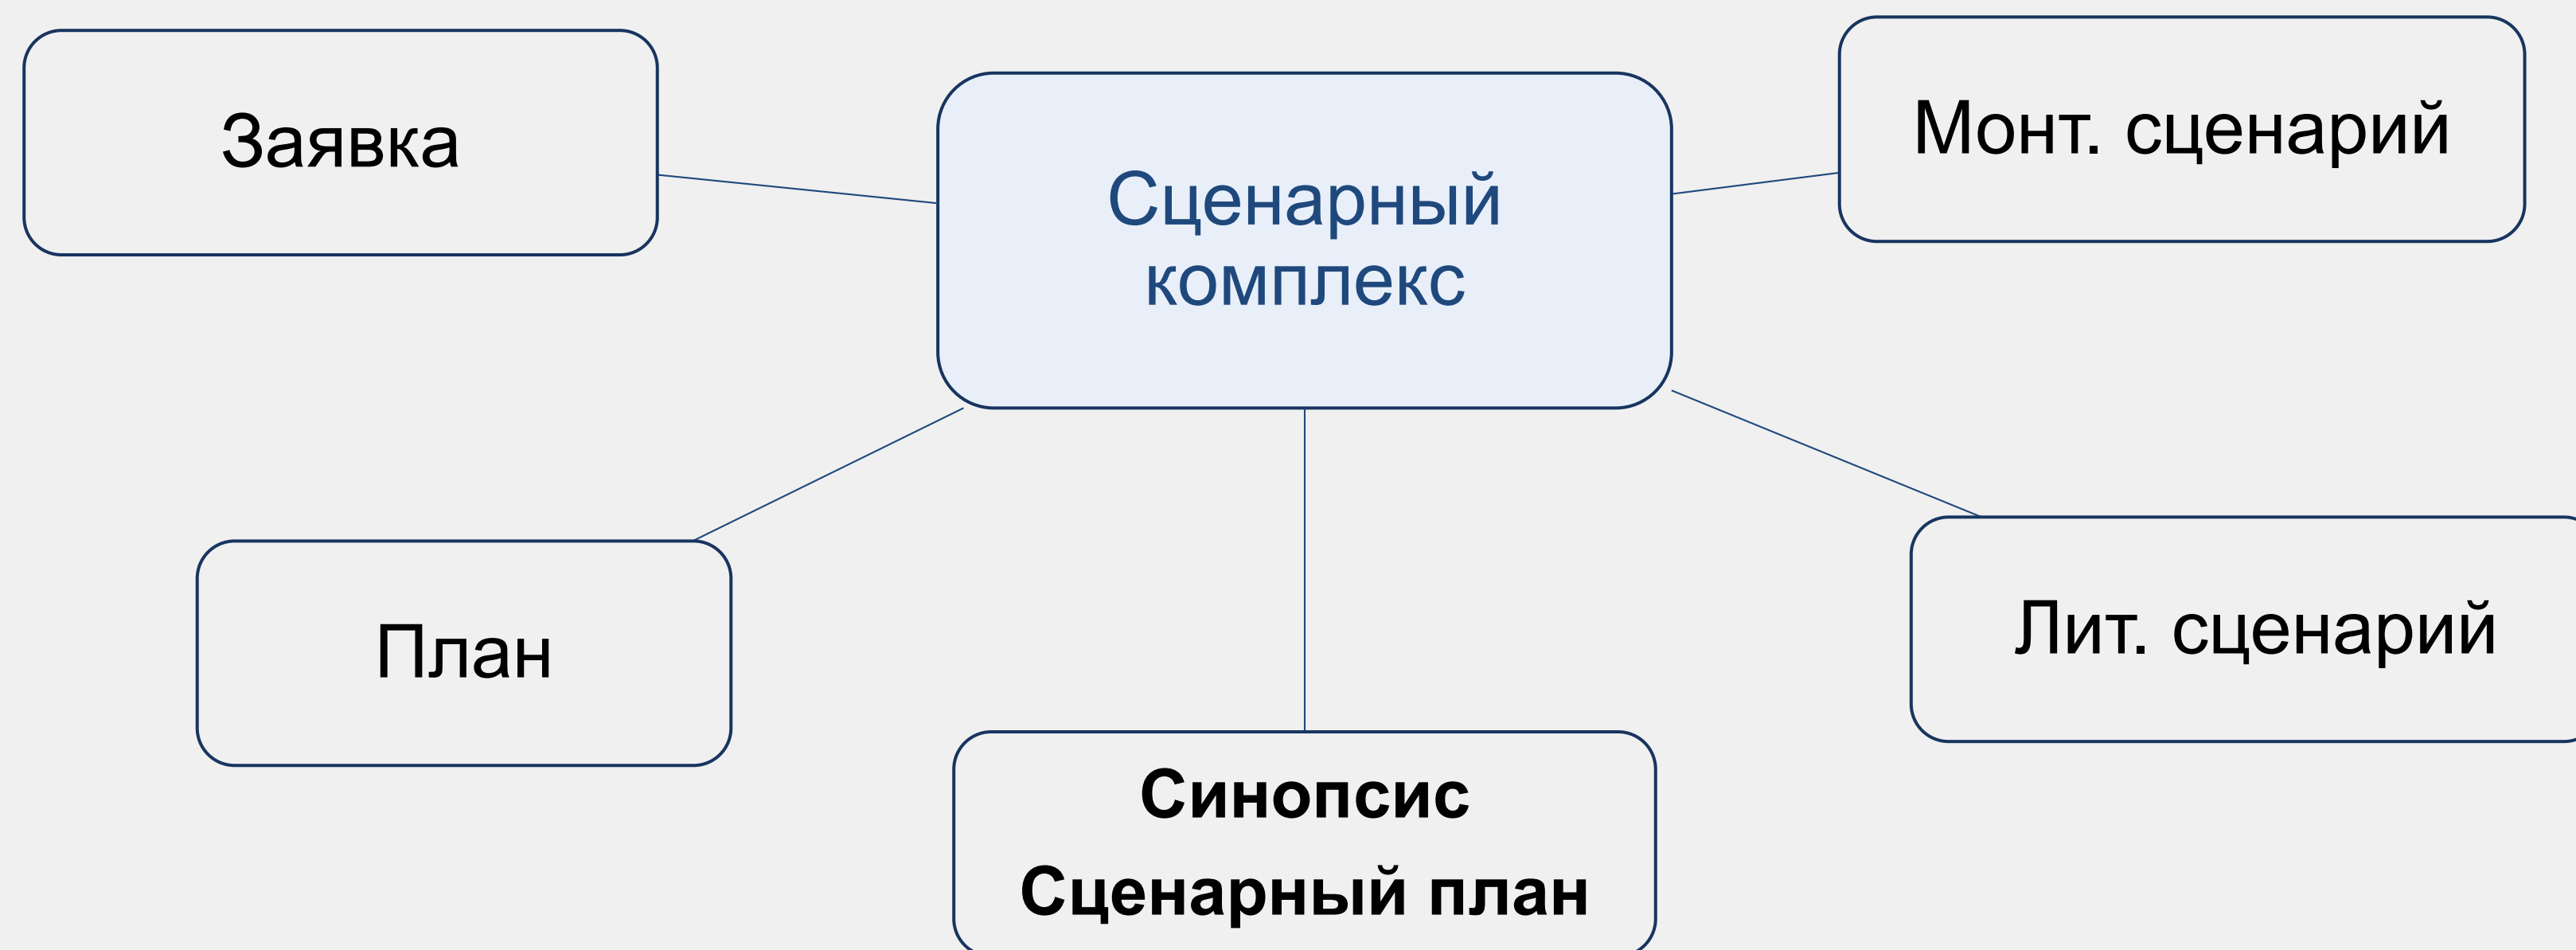 Заявка
Сценарный
комплекс
Монт. сценарий
План
Лит. сценарий
Синопсис
Сценарный план